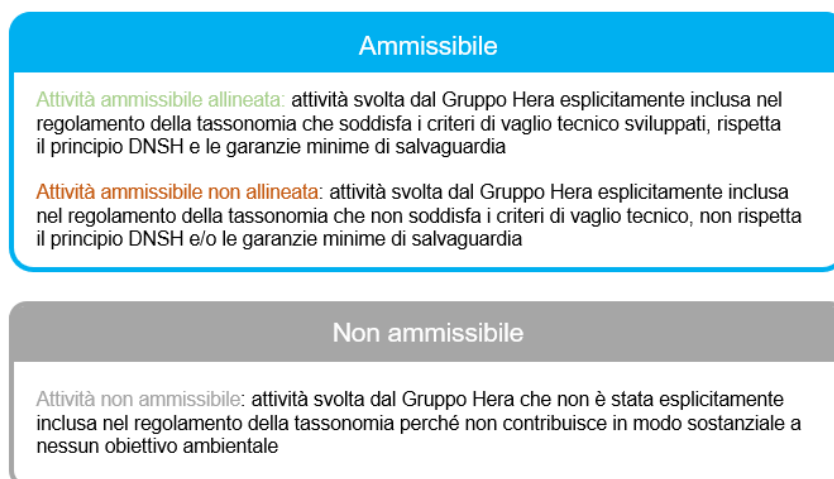 Ammissibile
Attività ammissibile allineata: attività svolta dal Gruppo Hera esplicitamente inclusa nel
regolamento della tassonomia che soddisfa i criteri di vaglio tecnico sviluppati, rispetta
il principio DNSH e le garanzie minime di salvaguardia
Attività ammissibile non allineata: attività svolta dal Gruppo Hera esplicitamente inclusa
nel regolamento della tassonomia che non soddisfa i criteri di vaglio tecnico, non rispetta
il principio DNSH e/o le garanzie minime di salvaguardia
Non ammissibile
Attività non ammissibile: attività svolta dal Gruppo Hera che non è stata esplicitamente
inclusa nel regolamento della tassonomia perché non contribuisce in modo sostanziale a
nessun obiettivo ambientale